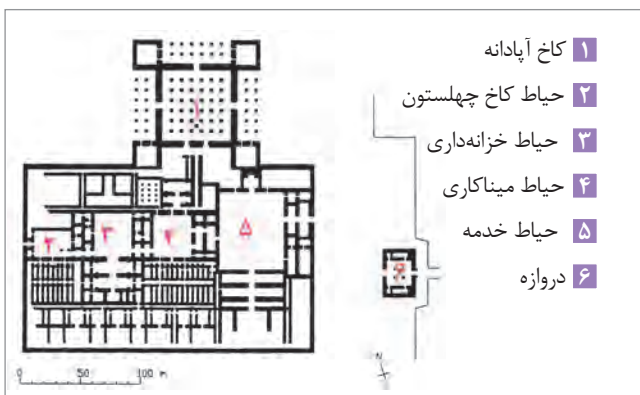 ۱ کاخ آپادانه
۲ حیاط کاخ چهلستون
۳ حیاط خزانه‌داری
۴ حیاط میناکاری
۵ حیاط خدمه
۶ دروازه
۱
۲
۳
۴
۵
۶
N
0 50 100 m